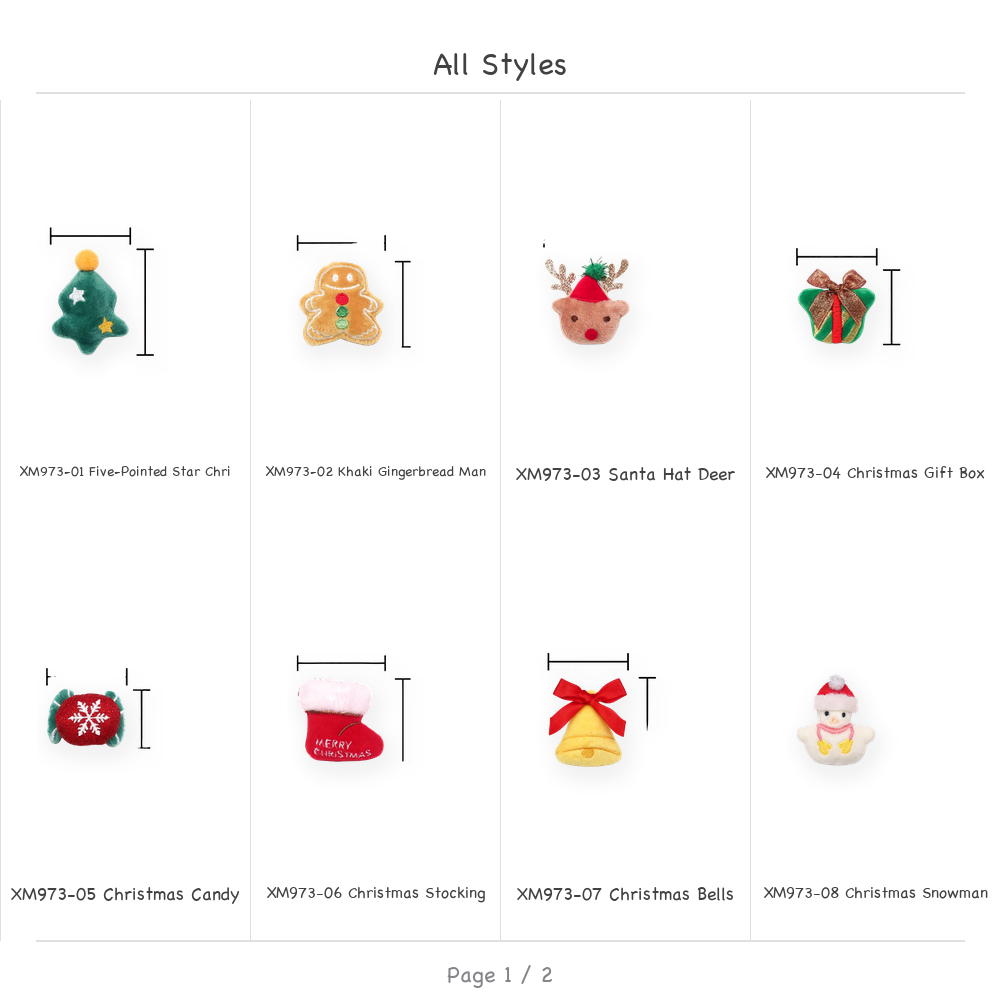 All Styles
XM973-01 Five-Pointed Star Chri
XM973-02 Khaki Gingerbread Man
XM973-03 Santa Hat Deer
XM973-04 Christmas Gift Box
MERRY
CHRISTMAS
XM973-05 Christmas Candy
XM973-06 Christmas Stocking
XM973-07 Christmas Bells
XM973-08 Christmas Snowman
Page 1 / 2